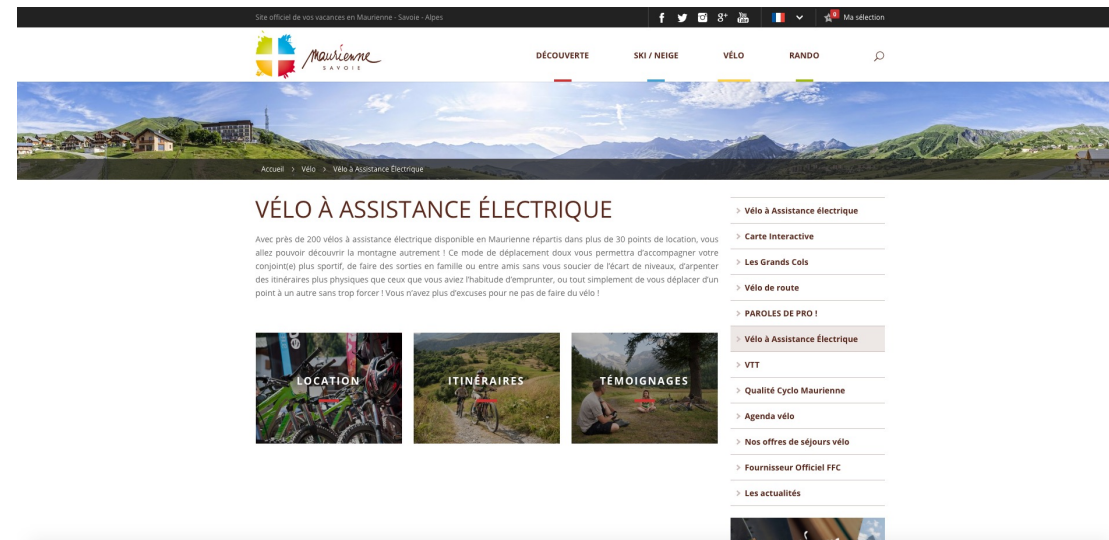 Site officiel de vos vacances en Maurienne - Savoie - Alpes
0 Ma sélection
Maurienne
SAVOIE
DÉCOUVERTE
SKI / NEIGE
VÉLO
RANDO
Accueil > Vélo > Vélo à Assistance Électrique
VÉLO À ASSISTANCE ÉLECTRIQUE
Avec près de 200 vélos à assistance électrique disponible en Maurienne répartis dans plus de 30 points de location, vous
allez pouvoir découvrir la montagne autrement ! Ce mode de déplacement doux vous permettra d'accompagner votre
conjoint(e) plus sportif, de faire des sorties en famille ou entre amis sans vous soucier de l'écart de niveaux, d'arpenter
des itinéraires plus physiques que ceux que vous aviez l'habitude d'emprunter, ou tout simplement de vous déplacer d'un
point à un autre sans trop forcer ! Vous n'avez plus d'excuses pour ne pas de faire du vélo !
LOCATION
ITINÉRAIRES
TÉMOIGNAGES
Vélo à Assistance électrique
Carte Interactive
Les Grands Cols
Vélo de route
PAROLES DE PRO !
Vélo à Assistance Électrique
VTT
Qualité Cyclo Maurienne
Agenda vélo
Nos offres de séjours vélo
Fournisseur Officiel FFC
Les actualités